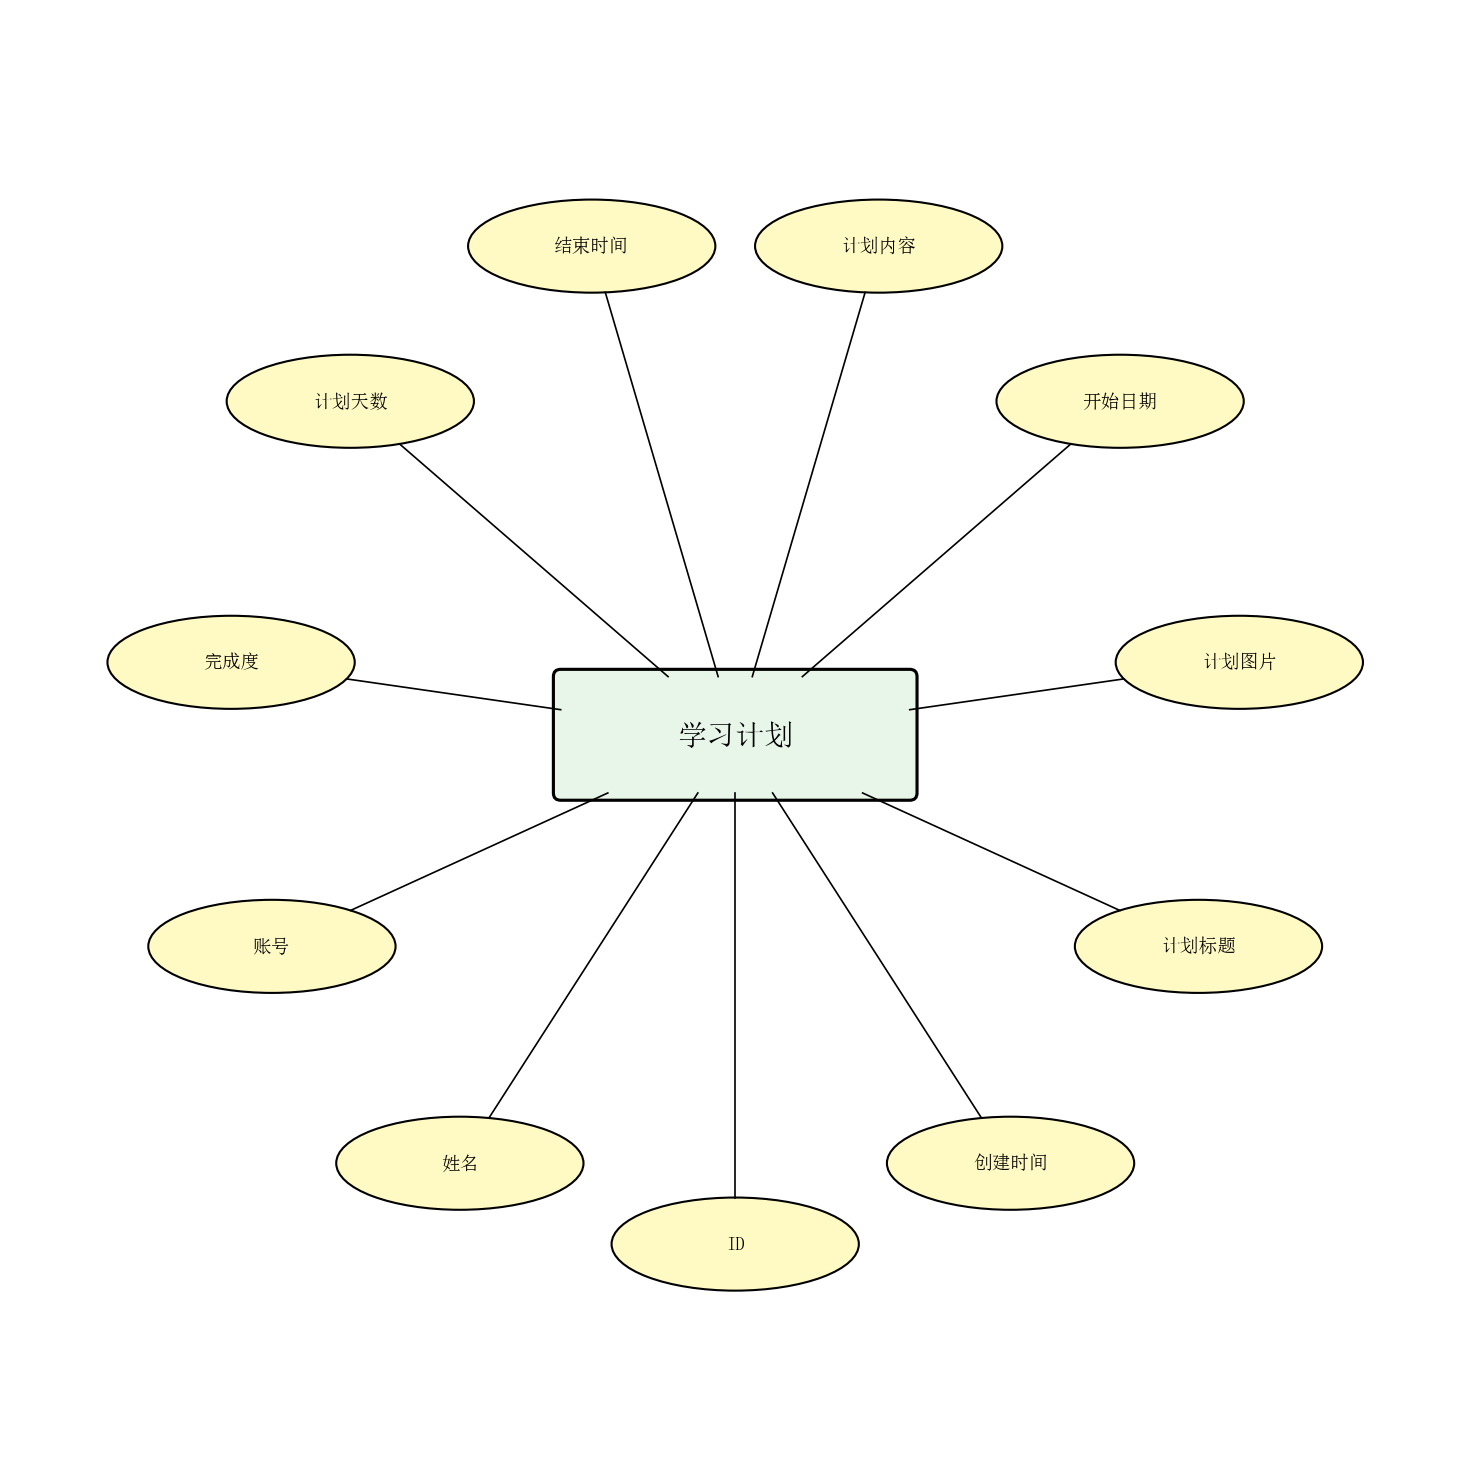 结束时间
计划内容
计划天数
开始日期
完成度
计划图片
学习计划
账号
计划标题
姓名
创建时间
ID